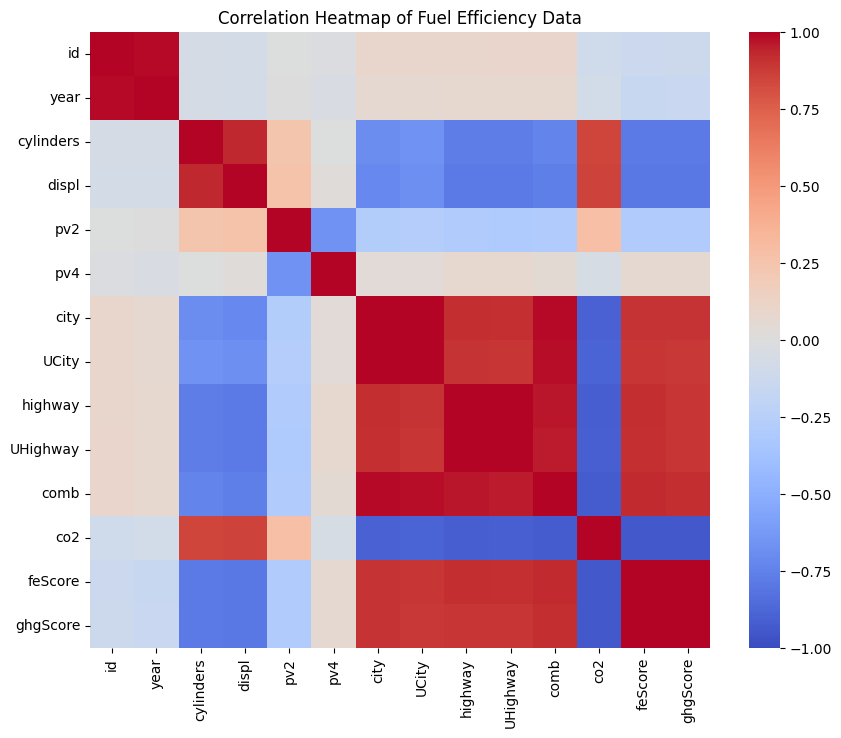 Correlation Heatmap of Fuel Efficiency Data
id
year
cylinders
displ
pv2
pv4
city
UCity
highway
UHighway
comb
co2
feScore
ghgScore
id
year
cylinders
displ
pv2
pv4
city
UCity
highway
UHighway
comb
co2
feScore
ghgScore
1.00
0.75
0.50
0.25
0.00
−0.25
−0.50
−0.75
−1.00